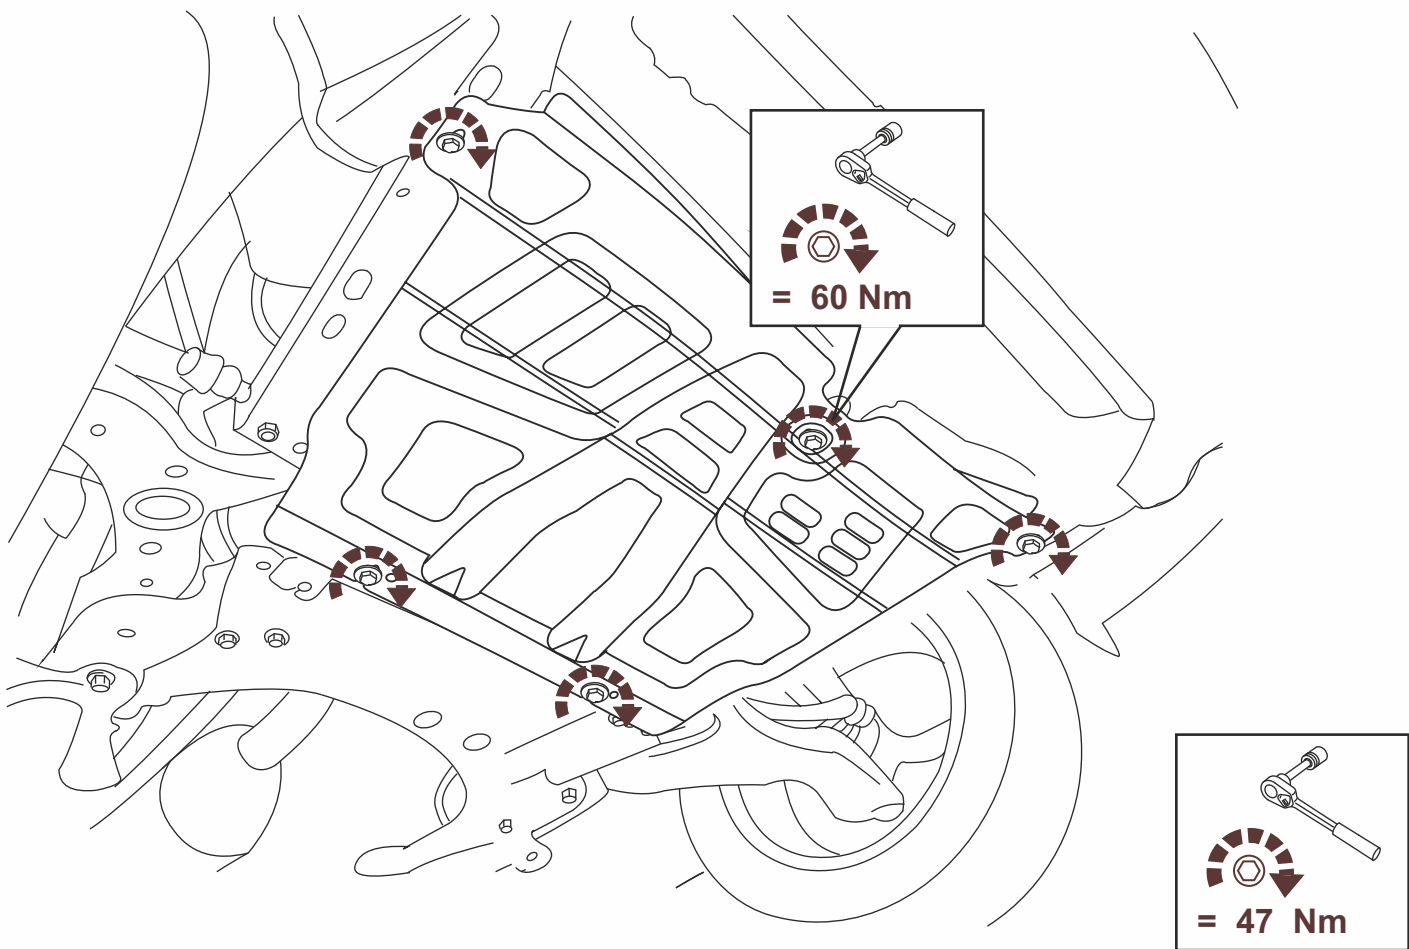 = 60 Nm
= 47 Nm